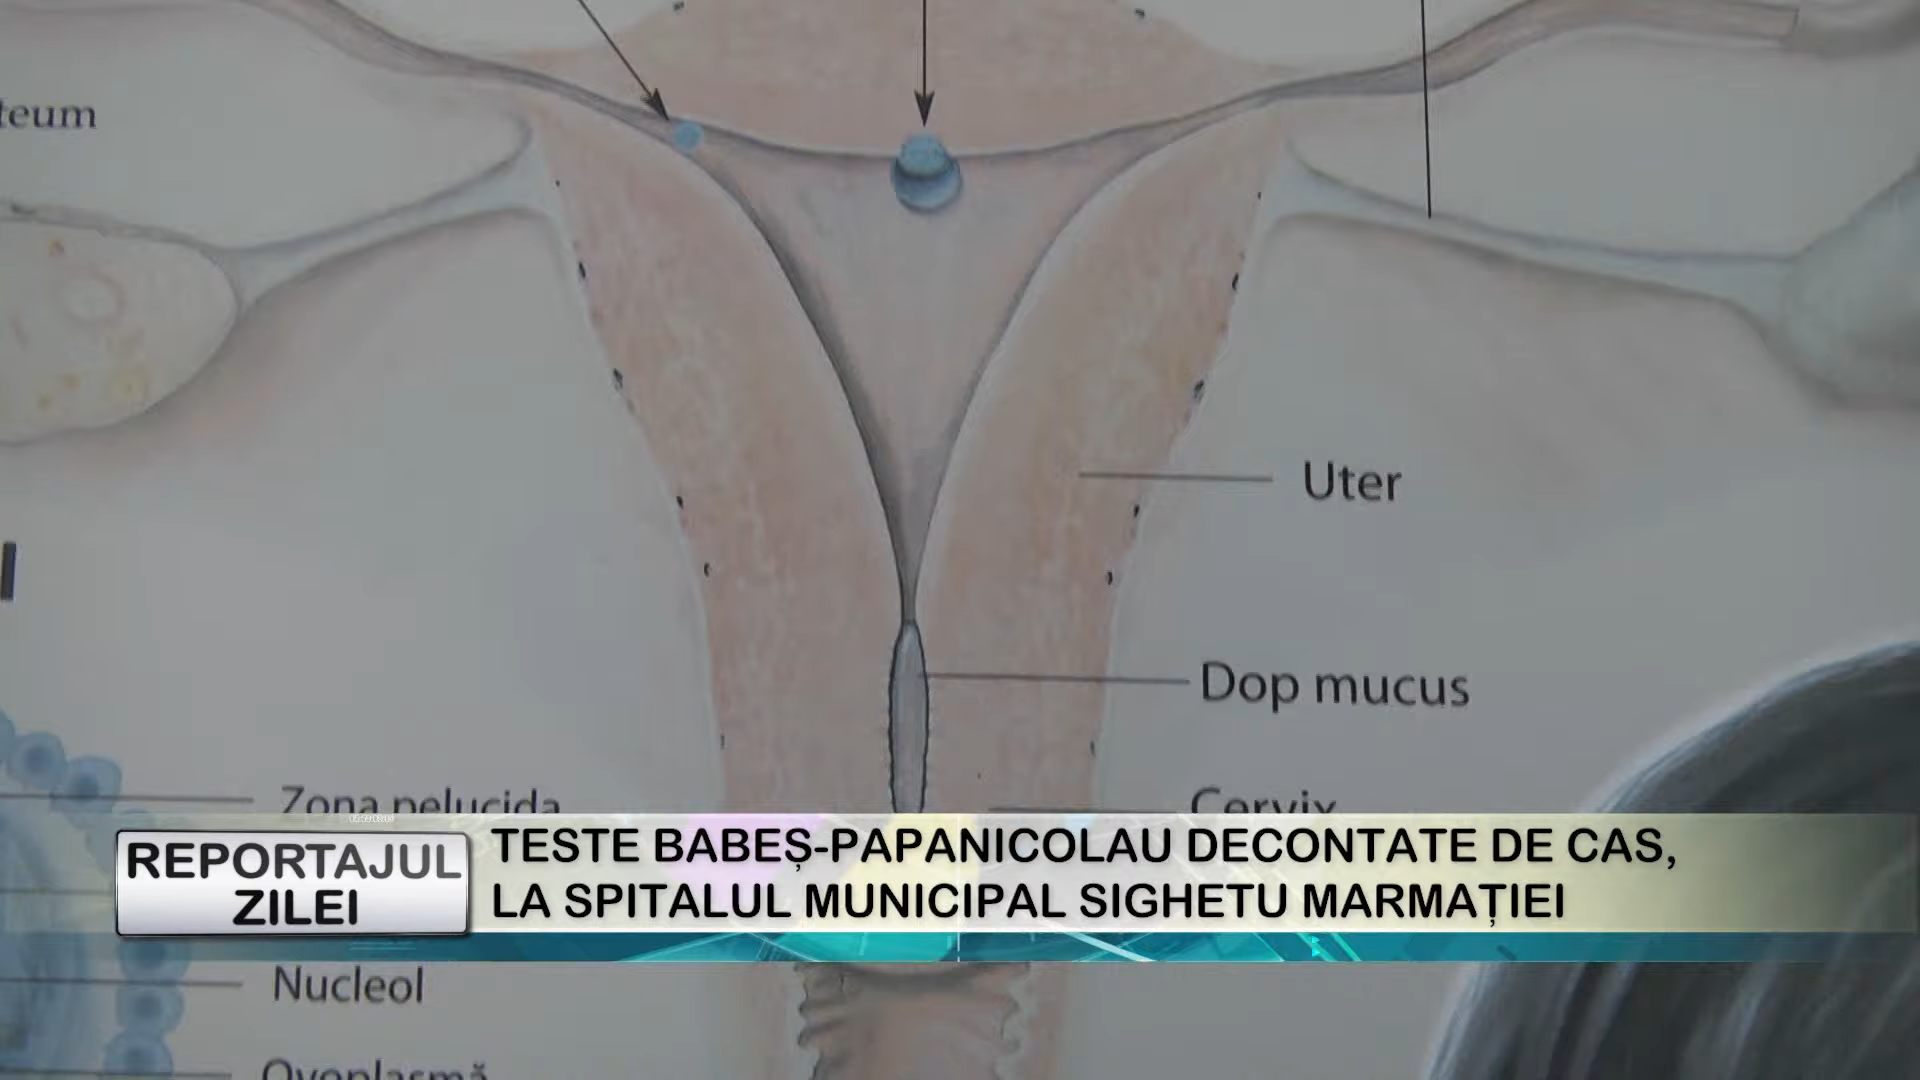 teum
Uter
Dop mucus
Zona pelucida
Cervix
REPORTAJUL
ZILEI
TESTE BABEȘ-PAPANICOLAU DECONTATE DE CAS,
LA SPITALUL MUNICIPAL SIGHETU MARMAȚIEI
Nucleol
Ovoplasmă